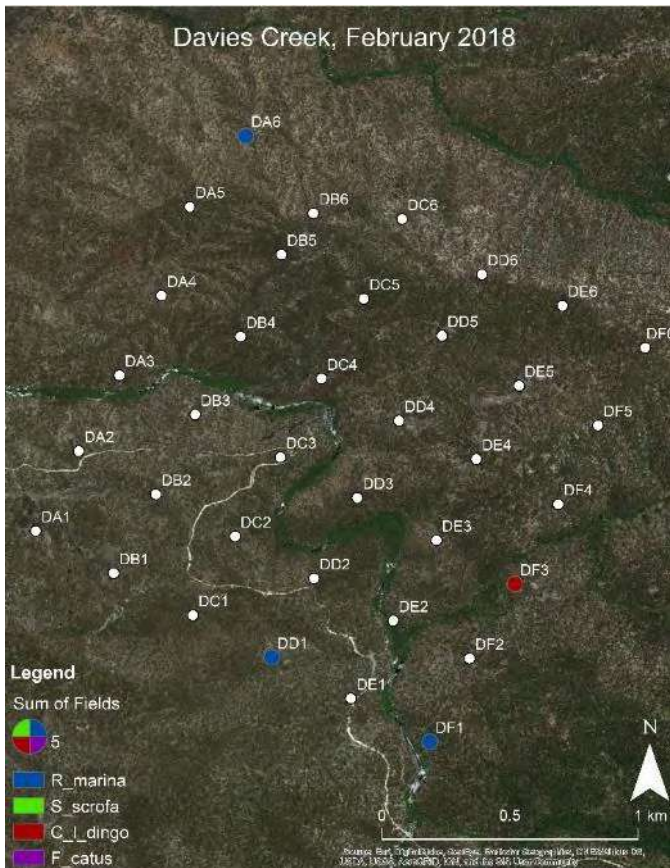 Davies Creek, February 2018
DA6
DA5
DB6
DC6
DB5
DD6
DA4
DC5
DE6
DB4
DD5
DA3
DC4
DE5
DB3
DD4
DF5
DA2
DC3
DE4
DB2
DD3
DF4
DA1
DC2
DE3
DB1
DD2
DF3
DC1
DE2
DD1
DF2
DE1
DF1
Legend
Sum of Fields
5
R_marina
S_scrofa
C_l_dingo
F_catus
N
0 0.5 1 km